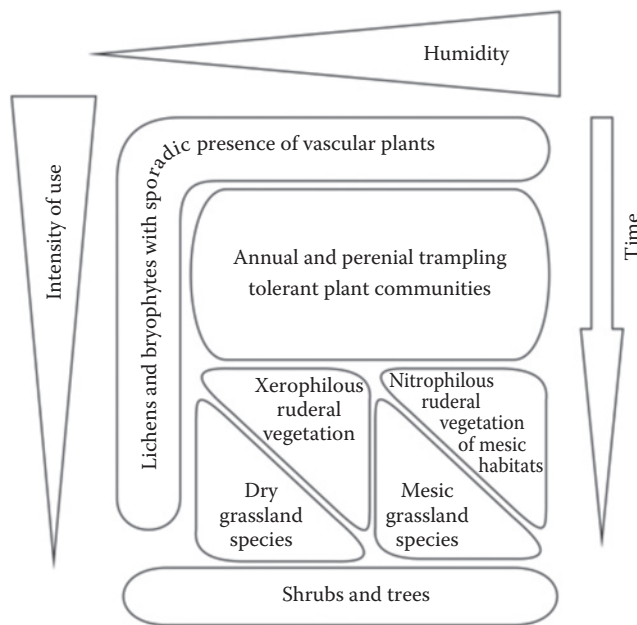 Humidity
Intensity of use
Time
Lichens and bryophytes with sporadic presence of vascular plants
Annual and perenial trampling
tolerant plant communities
Xerophilous
ruderal
vegetation
Nitrophilous
ruderal
vegetation
of mesic
habitats
Dry
grassland
species
Mesic
grassland
species
Shrubs and trees